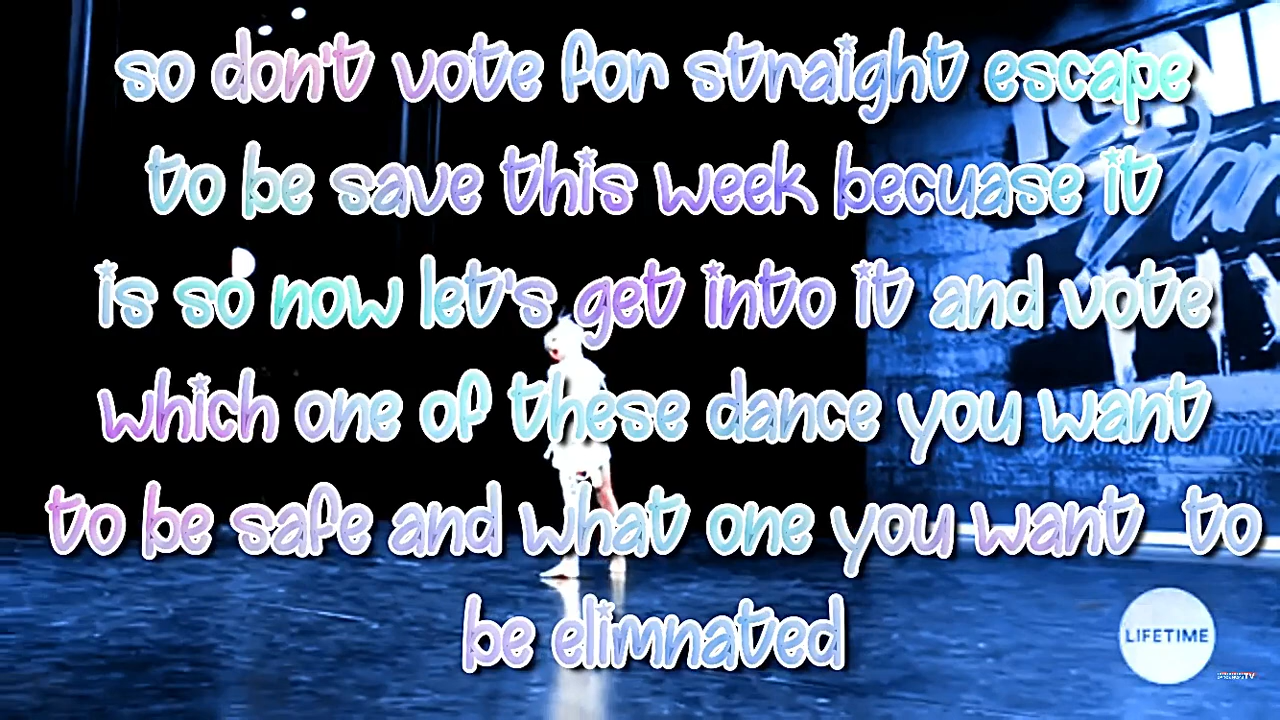 so don't vote for straight escape
to be save this week becuase it
is so now let's get into it and vote
which one of these dance you want
to be safe and what one you want to
be elimnated
LIFETIME